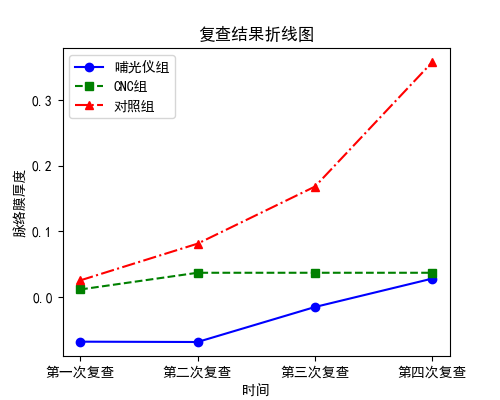 复查结果折线图
哺光仪组
CNC组
对照组
脉络膜厚度
0.3
0.2
0.1
0.0
第一次复查 第二次复查 第三次复查 第四次复查
时间